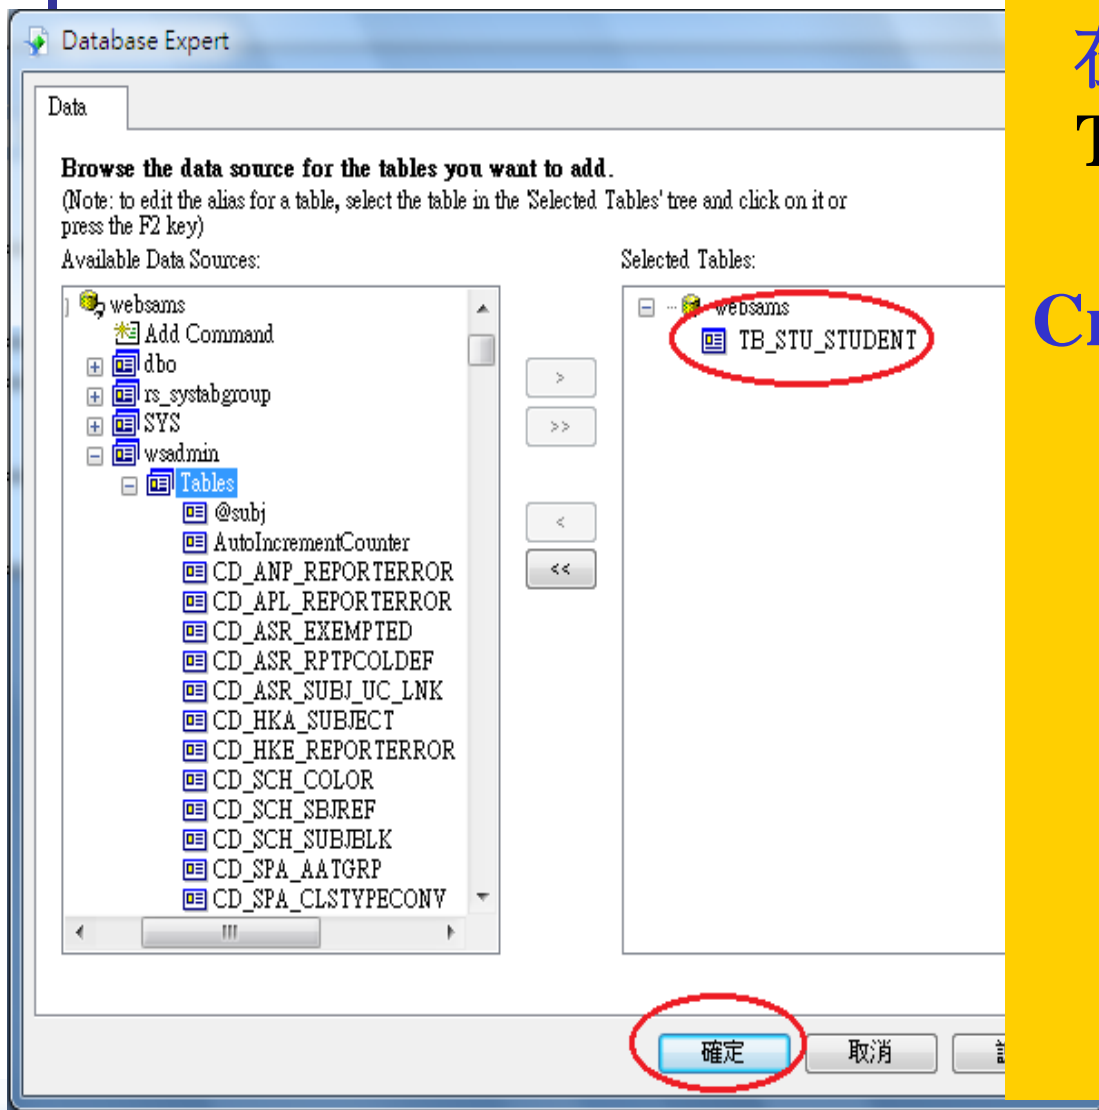 Database Expert
Data
Browse the data source for the tables you want to add.
(Note: to edit the alias for a table, select the table in the 'Selected Tables' tree and click on it or
press the F2 key)
Available Data Sources:
websams
Add Command
dbo
rs_systabgroup
SYS
wsadmin
Tables
@subj
AutoIncrementCounter
CD_ANP_REPORTERROR
CD_APL_REPORTERROR
CD_ASR_EXEMPTED
CD_ASR_RPTPCOLDEF
CD_ASR_SUBJ_UC_LNK
CD_HKA_SUBJECT
CD_HKE_REPORTERROR
CD_SCH_COLOR
CD_SCH_SBJREF
CD_SCH_SUBJBLK
CD_SPA_AATGRP
CD_SPA_CLSTYPECONV
>
>>
<
<<
Selected Tables:
websams
TB_STU_STUDENT
確定
取消